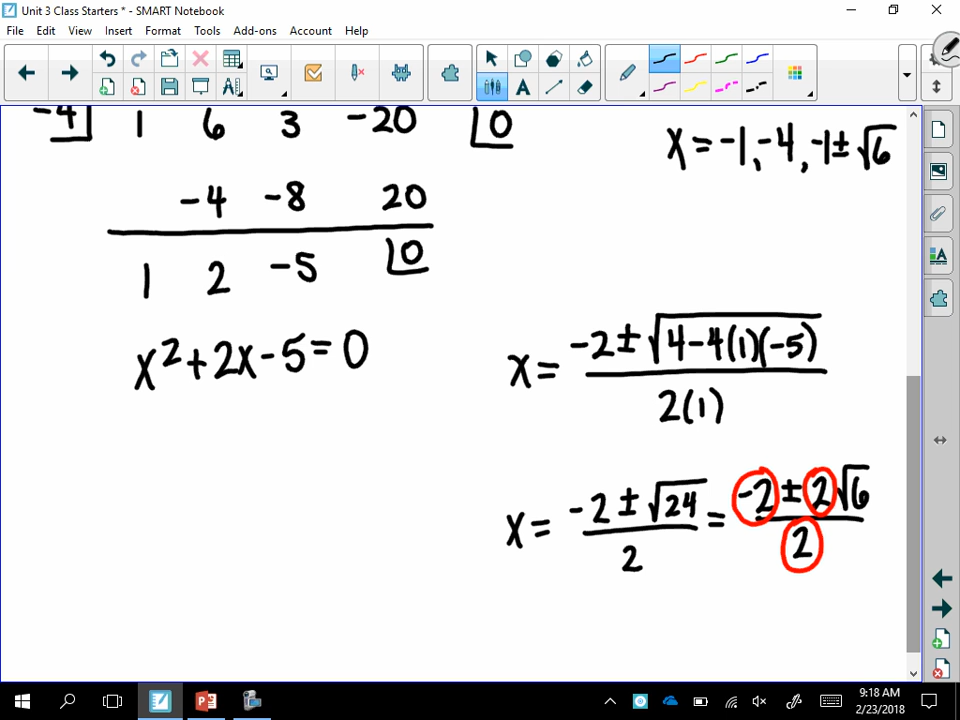 Unit 3 Class Starters * - SMART Notebook
File Edit View Insert Format Tools Add-ons Account Help
-4 1 6 3 -20 0
x = -1, -4, -1 ± √6
-4 -8 20
1 2 -5 0
x² + 2x - 5 = 0
x = (-2 ± √(4 - 4(1)(-5))) / 2(1)
x = (-2 ± √24) / 2 = (-2 ± 2√6) / 2
9:18 AM
2/23/2018